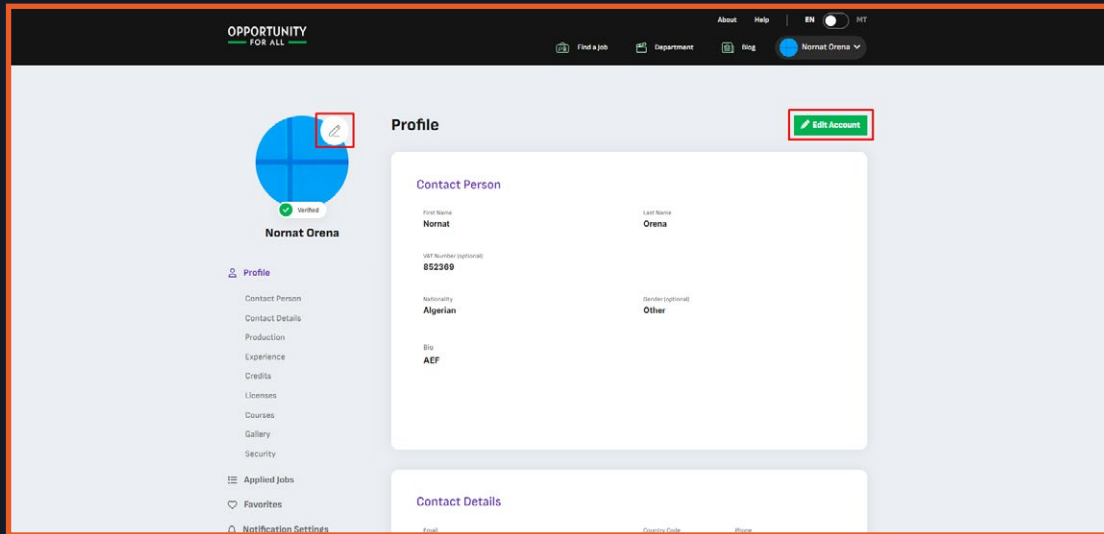 About Help EN MT
OPPORTUNITY
FOR ALL
Find a Job Department Blog Nornat Orena
Profile
Edit Account
Verified
Nornat Orena
Profile
Contact Person
Contact Details
Production
Experience
Credits
Licenses
Courses
Gallery
Security
Applied Jobs
Favorites
Notification Settings
Contact Person
First Name Last Name
Nornat Orena
VAT Number (optional)
852369
Nationality Gender (optional)
Algerian Other
Bio
AEF
Contact Details
Email Country Code Phone